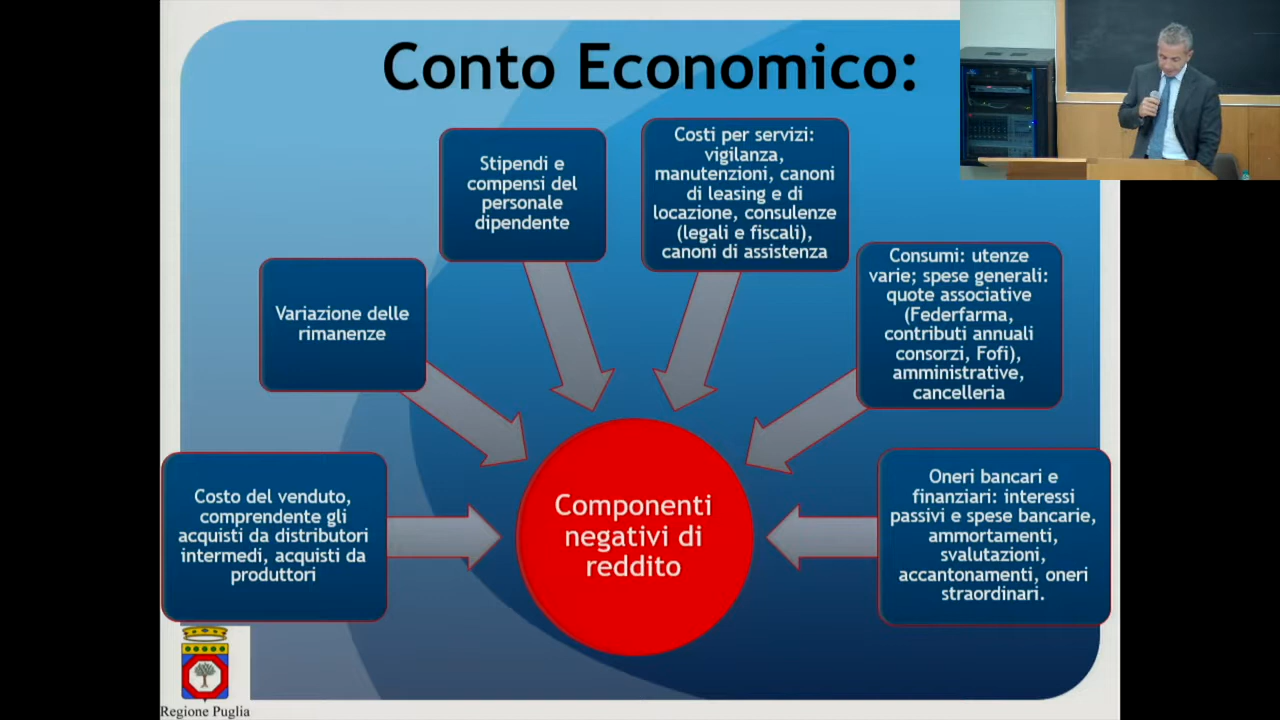 Conto Economico:
Stipendi e
compensi del
personale
dipendente
Costi per servizi:
vigilanza,
manutenzioni, canoni
di leasing e di
locazione, consulenze
(legali e fiscali),
canoni di assistenza
Variazione delle
rimanenze
Consumi: utenze
varie; spese generali:
quote associative
(Federfarma,
contributi annuali
consorzi, Fofi),
amministrative,
cancelleria
Costo del venduto,
comprendente gli
acquisti da distributori
intermedi, acquisti da
produttori
Componenti
negativi di
reddito
Oneri bancari e
finanziari: interessi
passivi e spese bancarie,
ammortamenti,
svalutazioni,
accantonamenti, oneri
straordinari.
Regione Puglia